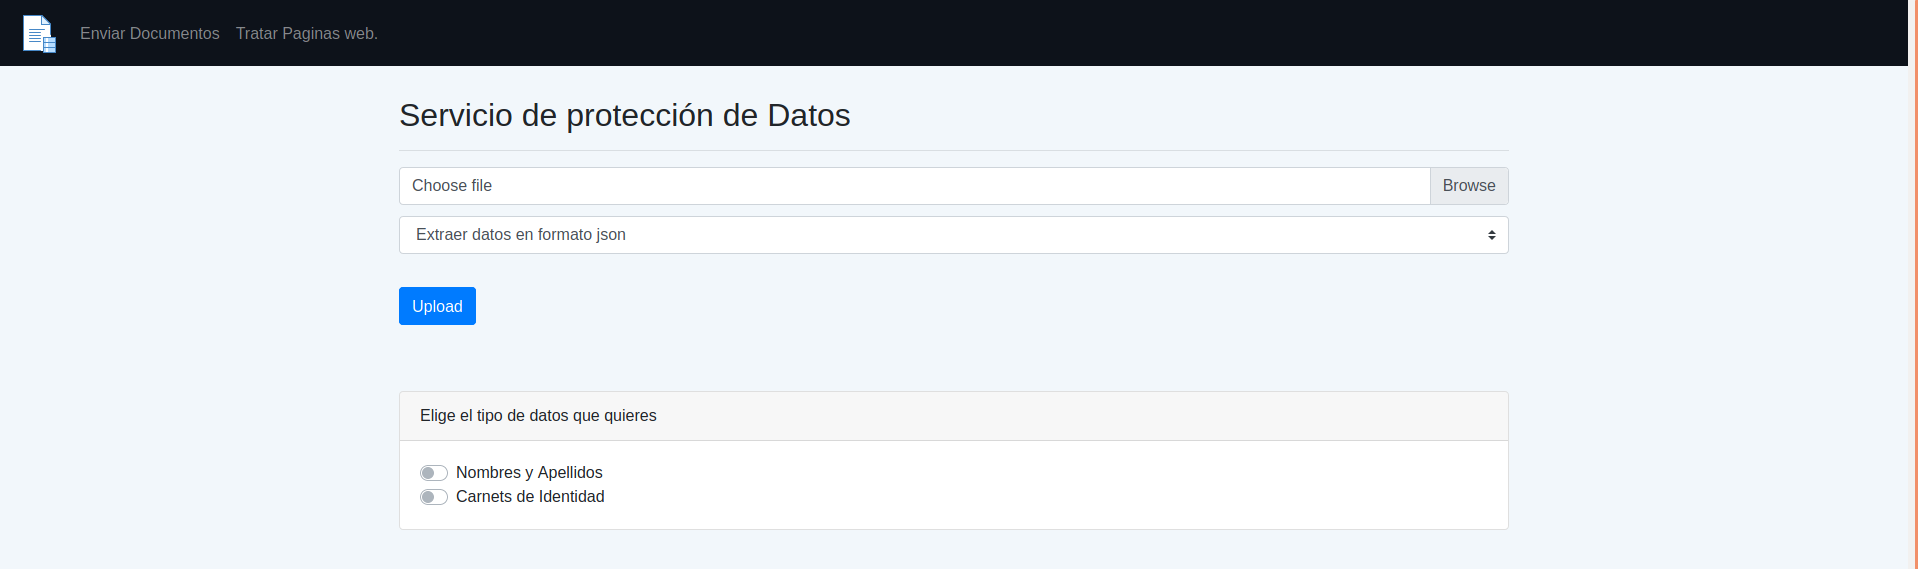 Enviar Documentos Tratar Paginas web.
Servicio de protección de Datos
Choose file Browse
Extraer datos en formato json
Upload
Elige el tipo de datos que quieres
Nombres y Apellidos
Carnets de Identidad